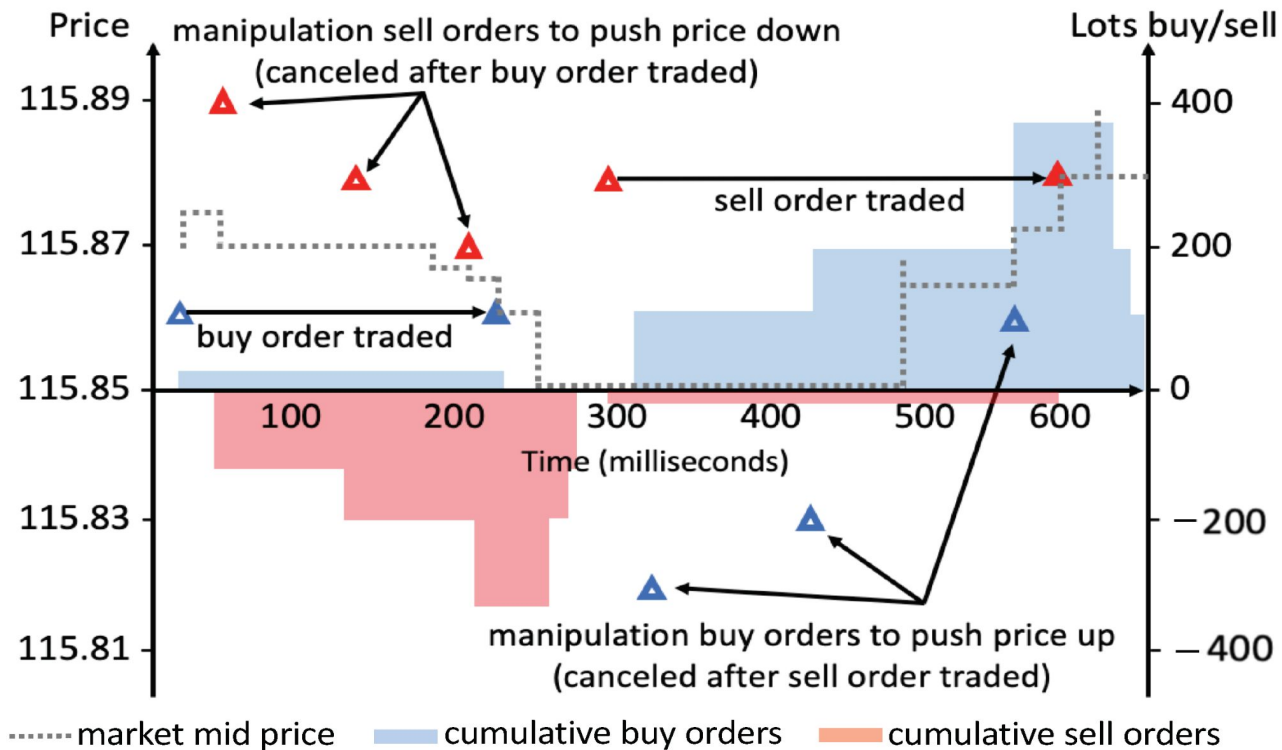 Price
manipulation sell orders to push price down
(canceled after buy order traded)
Lots buy/sell
115.89
400
sell order traded
115.87
200
buy order traded
115.85
0
100
200
300
400
500
600
Time (milliseconds)
115.83
−200
manipulation buy orders to push price up
(canceled after sell order traded)
115.81
−400
market mid price
cumulative buy orders
cumulative sell orders